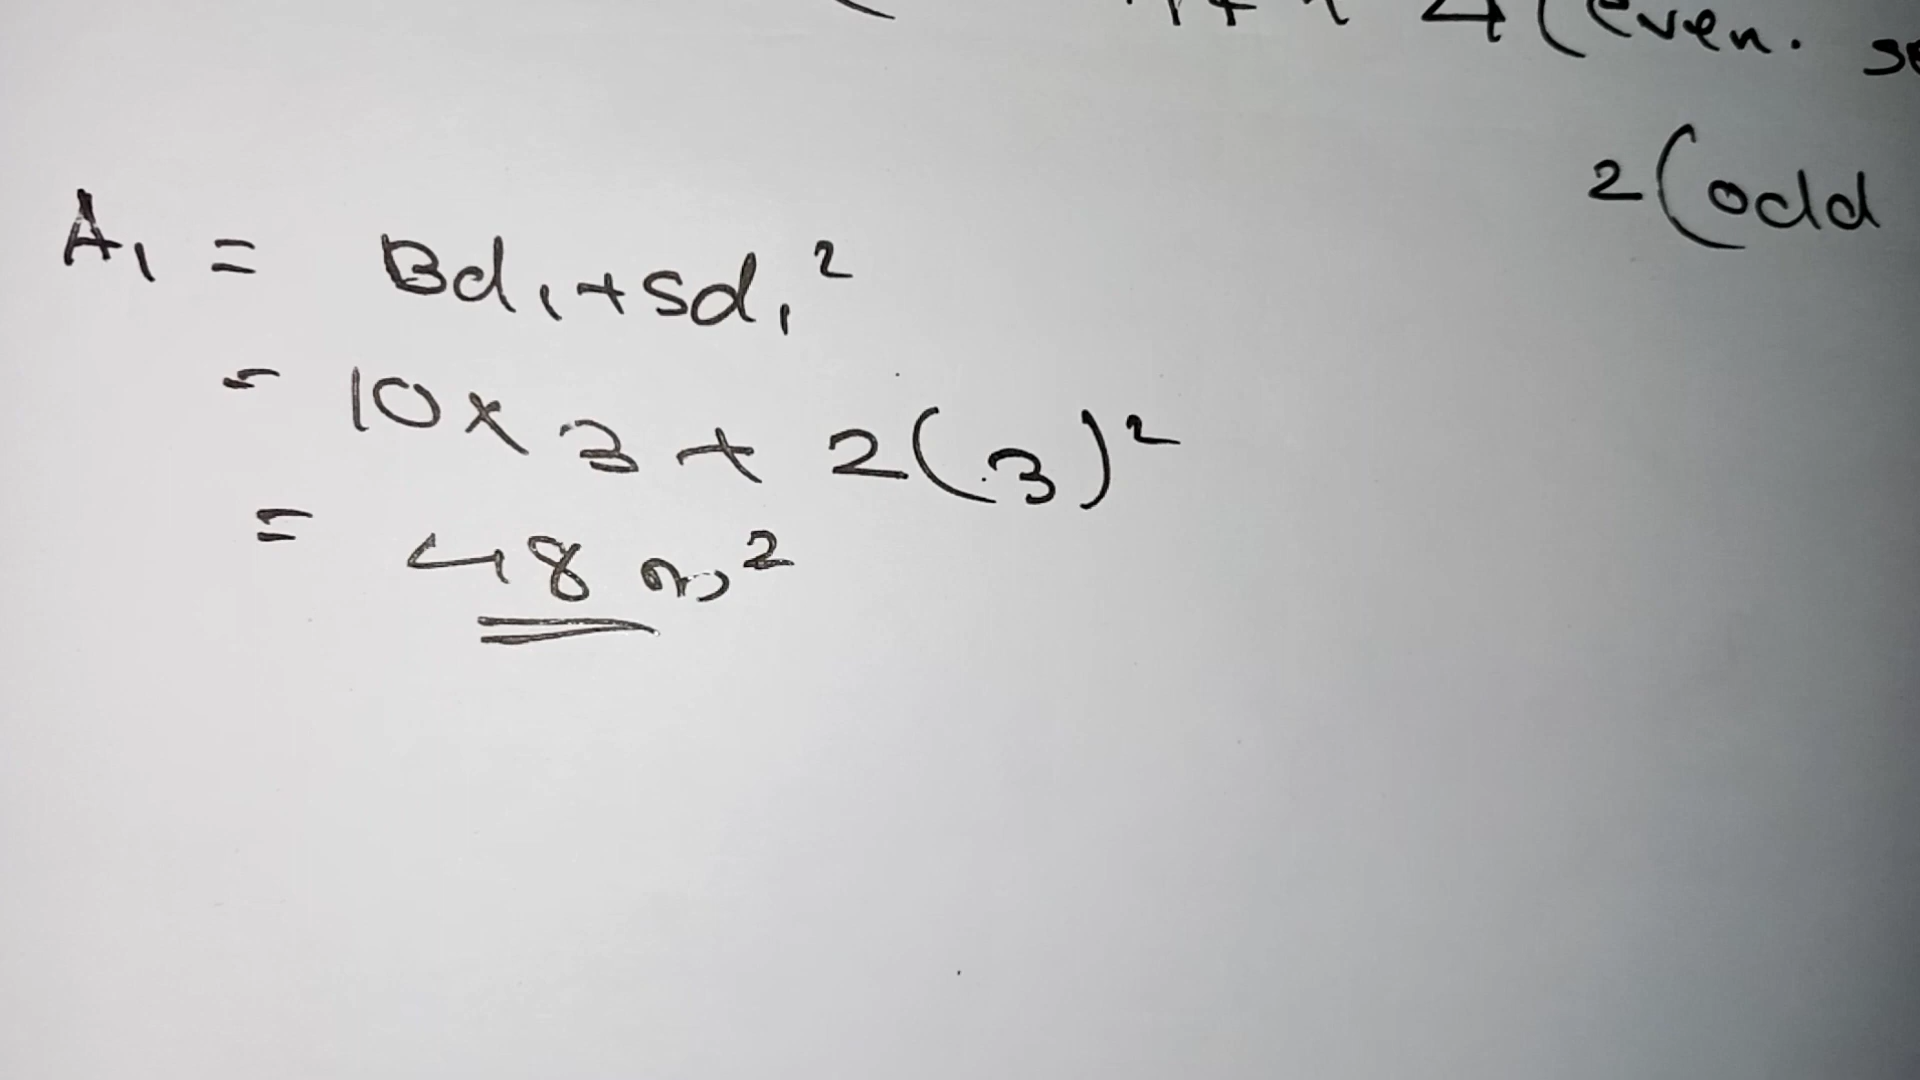 4(even.
2(odd
A₁ = Bd₁+Sd₁²
= 10 × 3 + 2(3)²
= 48 m²